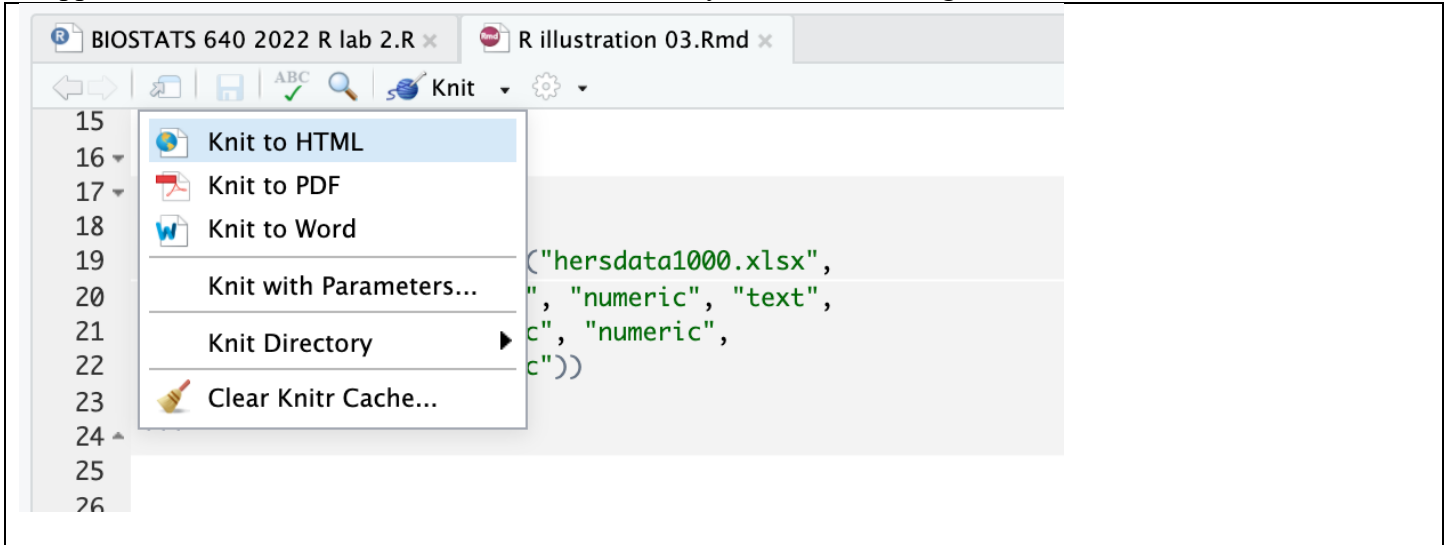 BIOSTATS 640 2022 R lab 2.R × R illustration 03.Rmd ×
ABC Knit
15
16
17
18
19 ("hersdata1000.xlsx",
20 ", "numeric", "text",
21 c", "numeric",
22 c"))
23
24
25
26
Knit to HTML
Knit to PDF
Knit to Word
Knit with Parameters...
Knit Directory
Clear Knitr Cache...